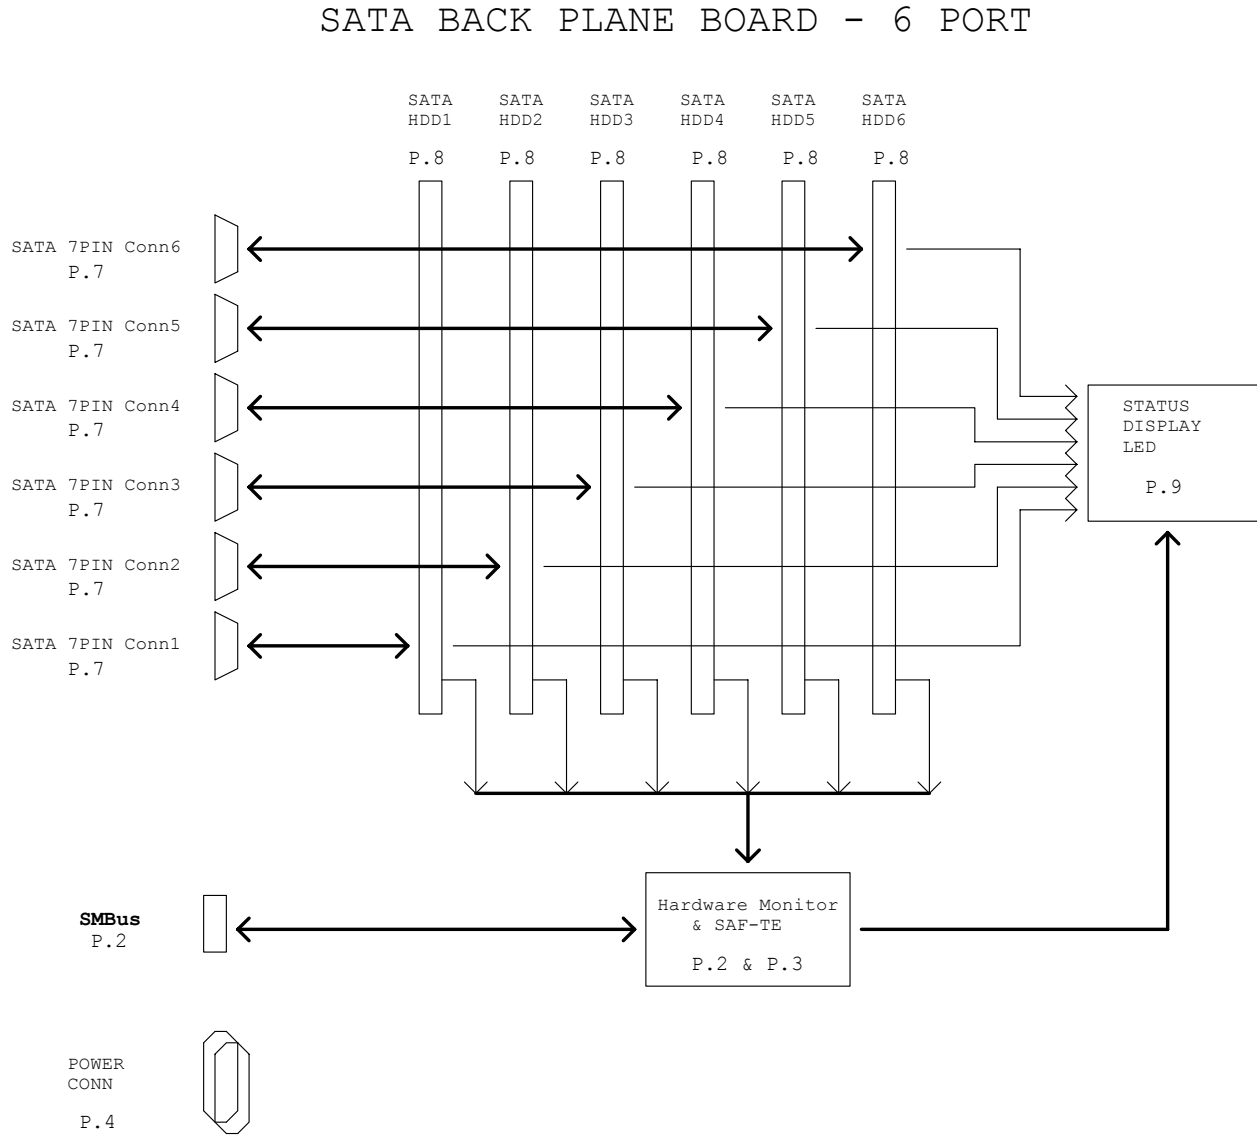 SATA BACK PLANE BOARD - 6 PORT
SATA SATA SATA SATA SATA SATA
HDD1 HDD2 HDD3 HDD4 HDD5 HDD6
P.8 P.8 P.8 P.8 P.8 P.8
SATA 7PIN Conn6
P.7
SATA 7PIN Conn5
P.7
SATA 7PIN Conn4
P.7
SATA 7PIN Conn3
P.7
SATA 7PIN Conn2
P.7
SATA 7PIN Conn1
P.7
STATUS
DISPLAY
LED
P.9
Hardware Monitor
& SAF-TE
P.2 & P.3
SMBus
P.2
POWER
CONN
P.4